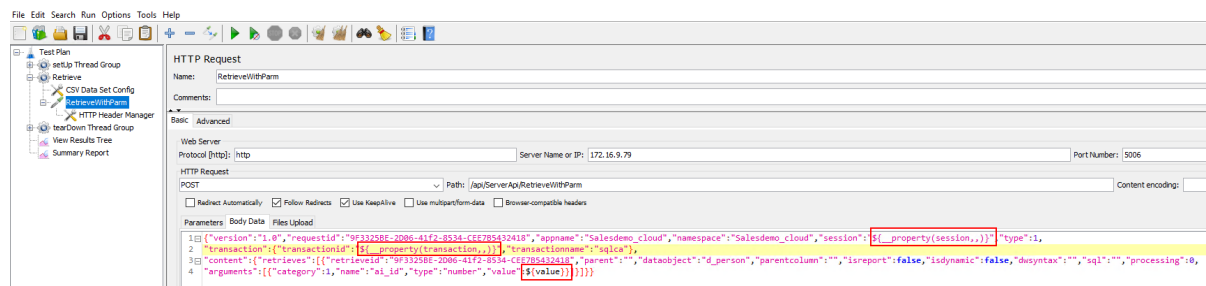 File Edit Search Run Options Tools Help
Test Plan
setUp Thread Group
Retrieve
CSV Data Set Config
RetrieveWithParm
HTTP Header Manager
tearDown Thread Group
View Results Tree
Summary Report
HTTP Request
Name: RetrieveWithParm
Comments:
Basic Advanced
Web Server
Protocol [http]: http Server Name or IP: 172.16.9.79 Port Number: 5006
HTTP Request
POST Path: /api/ServerApi/RetrieveWithParm Content encoding:
Redirect Automatically Follow Redirects Use KeepAlive Use multipart/form-data Browser-compatible headers
Parameters Body Data Files Upload
1 {"version":"1.0","requestid":"9F3325BE-2D06-41f2-8534-CEE7B5432418","appname":"Salesdemo_cloud","namespace":"Salesdemo_cloud","session":"${__property(session,,)}","type":1,
2 "transaction":{"transactionid":"${__property(transaction,,)}","transactionname":"sqlca"},
3 "content":{"retrieves":[{"retrieveid":"9F3325BE-2D06-41f2-8534-CEE7B5432418","parent":"","dataobject":"d_person","parentcolumn":"","isreport":false,"isdynamic":false,"dwsyntax":"","sql":"","processing":0,
4 "arguments":[{"category":1,"name":"ai_id","type":"number","value":${value}}]}]}}